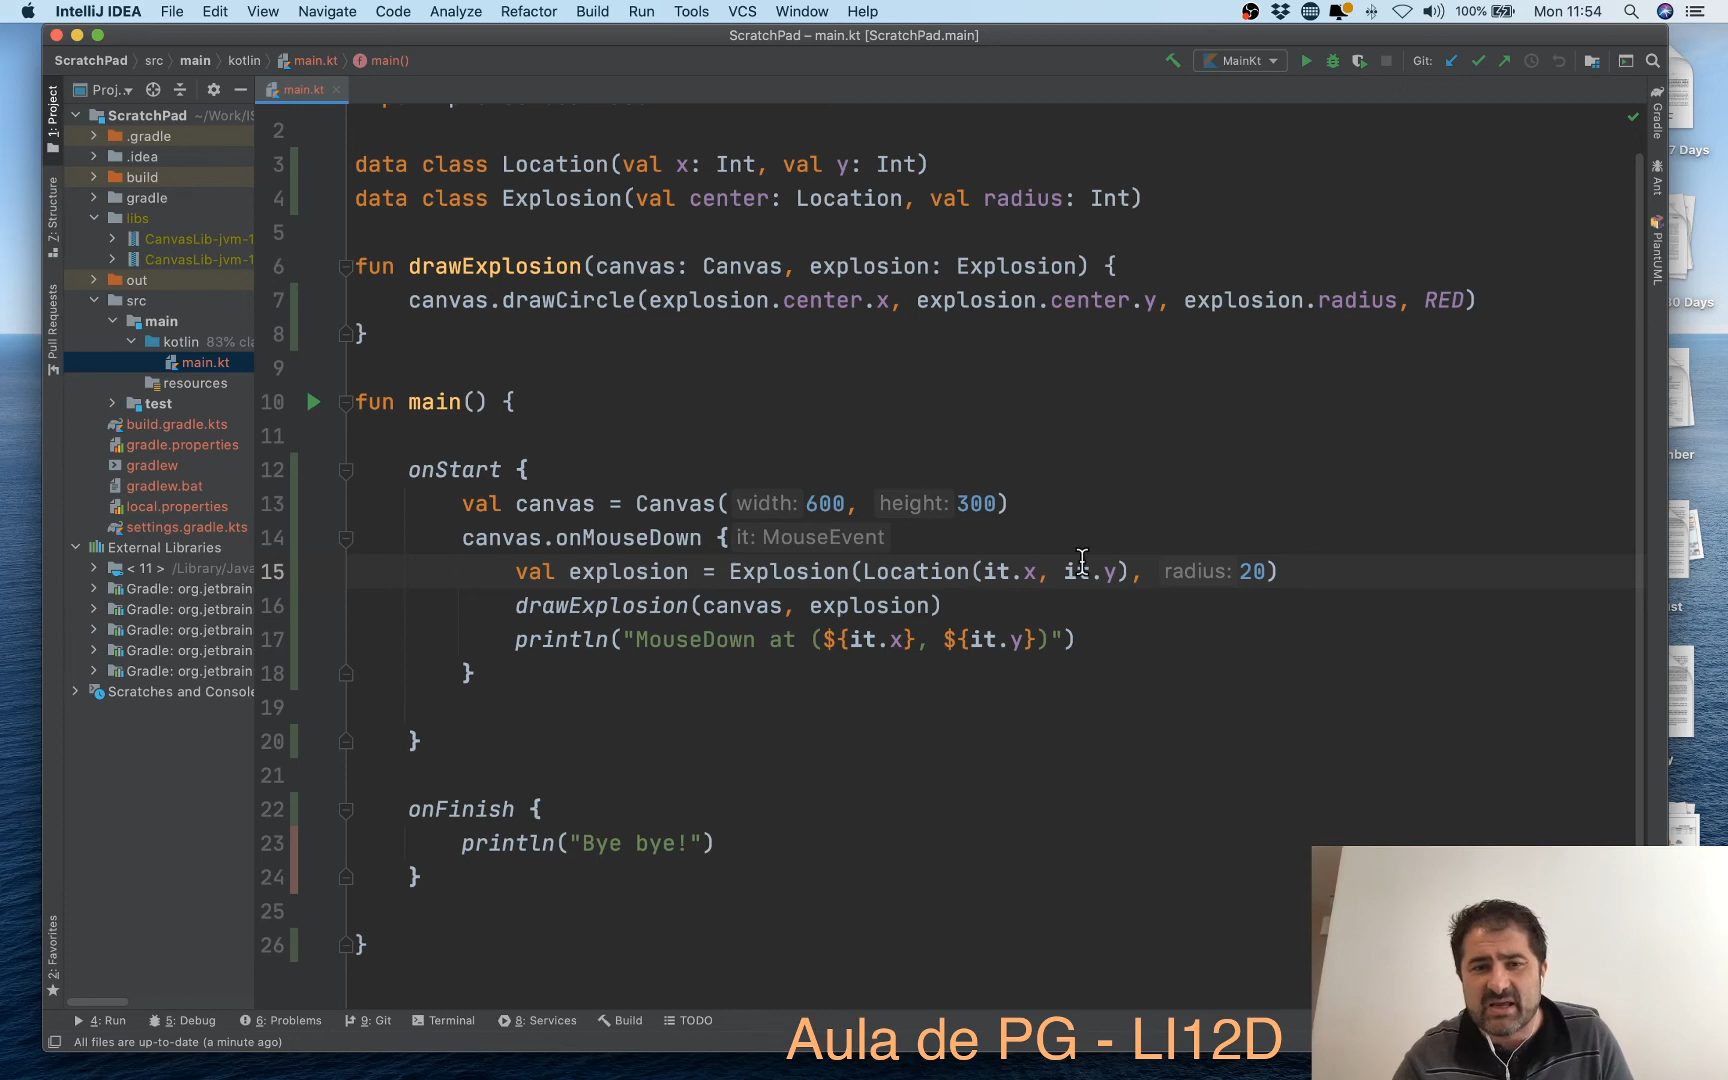 IntelliJ IDEA File Edit View Navigate Code Analyze Refactor Build Run Tools VCS Window Help 100% Mon 11:54
ScratchPad – main.kt [ScratchPad.main]
ScratchPad src main kotlin main.kt main() MainKt Git:
Proj.. main.kt
1: Project
7: Structure
Pull Requests
2: Favorites
ScratchPad ~/Work/IS
.gradle
.idea
build
gradle
libs
CanvasLib-jvm-1
CanvasLib-jvm-1
out
src
main
kotlin 83% cla
main.kt
resources
test
build.gradle.kts
gradle.properties
gradlew
gradlew.bat
local.properties
settings.gradle.kts
External Libraries
< 11 > /Library/Java
Gradle: org.jetbrain
Gradle: org.jetbrain
Gradle: org.jetbrain
Gradle: org.jetbrain
Gradle: org.jetbrain
Scratches and Console
2
3 data class Location(val x: Int, val y: Int)
4 data class Explosion(val center: Location, val radius: Int)
5
6 fun drawExplosion(canvas: Canvas, explosion: Explosion) {
7 canvas.drawCircle(explosion.center.x, explosion.center.y, explosion.radius, RED)
8 }
9
10 fun main() {
11
12 onStart {
13 val canvas = Canvas( width: 600, height: 300)
14 canvas.onMouseDown { it: MouseEvent
15 val explosion = Explosion(Location(it.x, it.y), radius: 20)
16 drawExplosion(canvas, explosion)
17 println("MouseDown at (${it.x}, ${it.y})")
18 }
19
20 }
21
22 onFinish {
23 println("Bye bye!")
24 }
25
26 }
Gradle
Ant
PlantUML
7 Days
30 Days
mber
ust
4: Run 5: Debug 6: Problems 9: Git Terminal 8: Services Build TODO
All files are up-to-date (a minute ago)
Aula de PG - LI12D